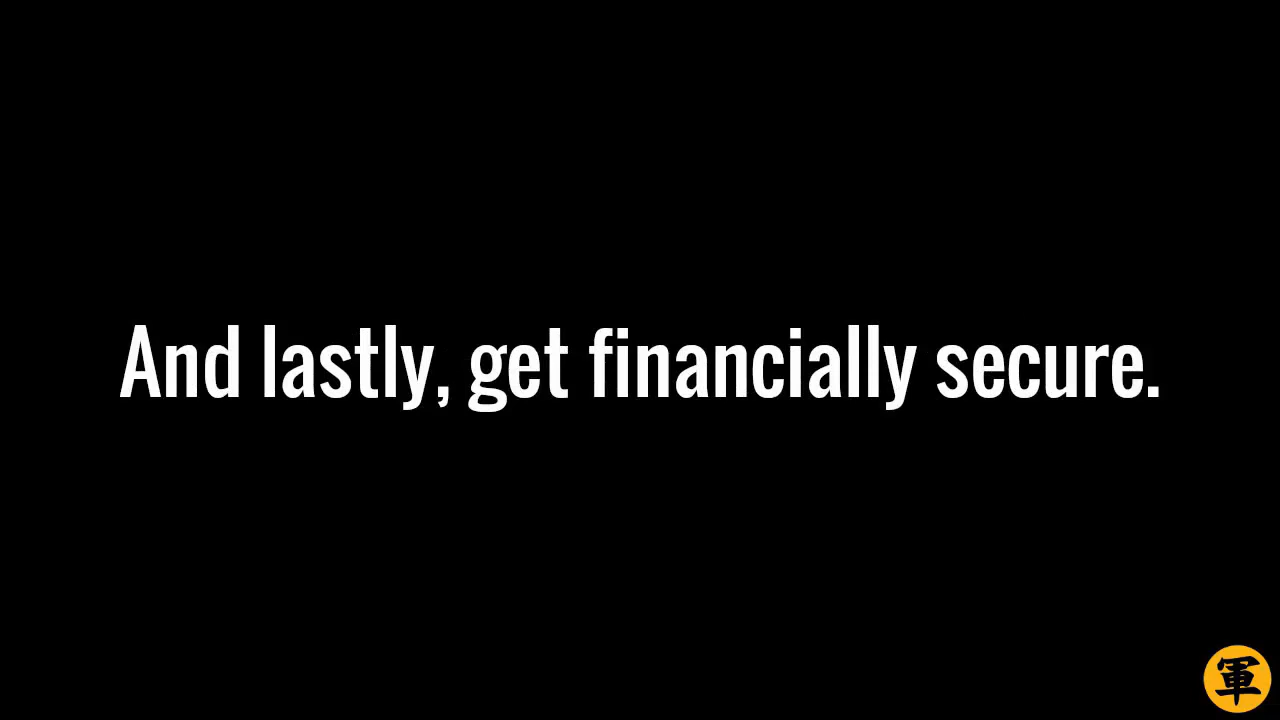 And lastly, get financially secure.
軍